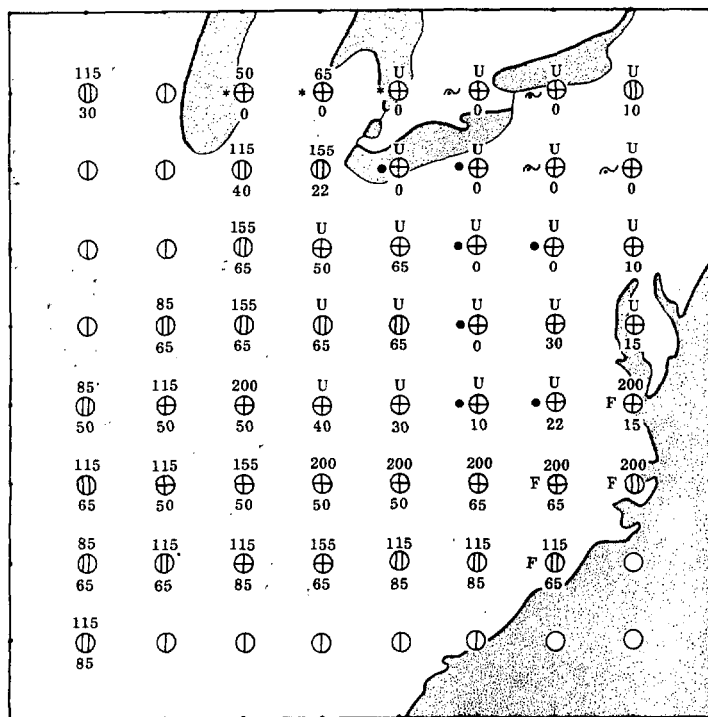 115 50 65 U U U U
* * * 
30 0 0 0 0 0 10
115 155 U U U U
40 22 0 0 0 0
155 U U U U U
65 50 65 0 0 10
85 155 U U U U U
65 65 65 65 0 30 15
85 115 200 U U U U 200
F
50 50 50 40 30 10 22 15
115 115 155 200 200 200 200 200
F F
65 50 50 50 50 65 65
85 115 115 155 115 115 115
F
65 65 85 65 85 85 65
115
85